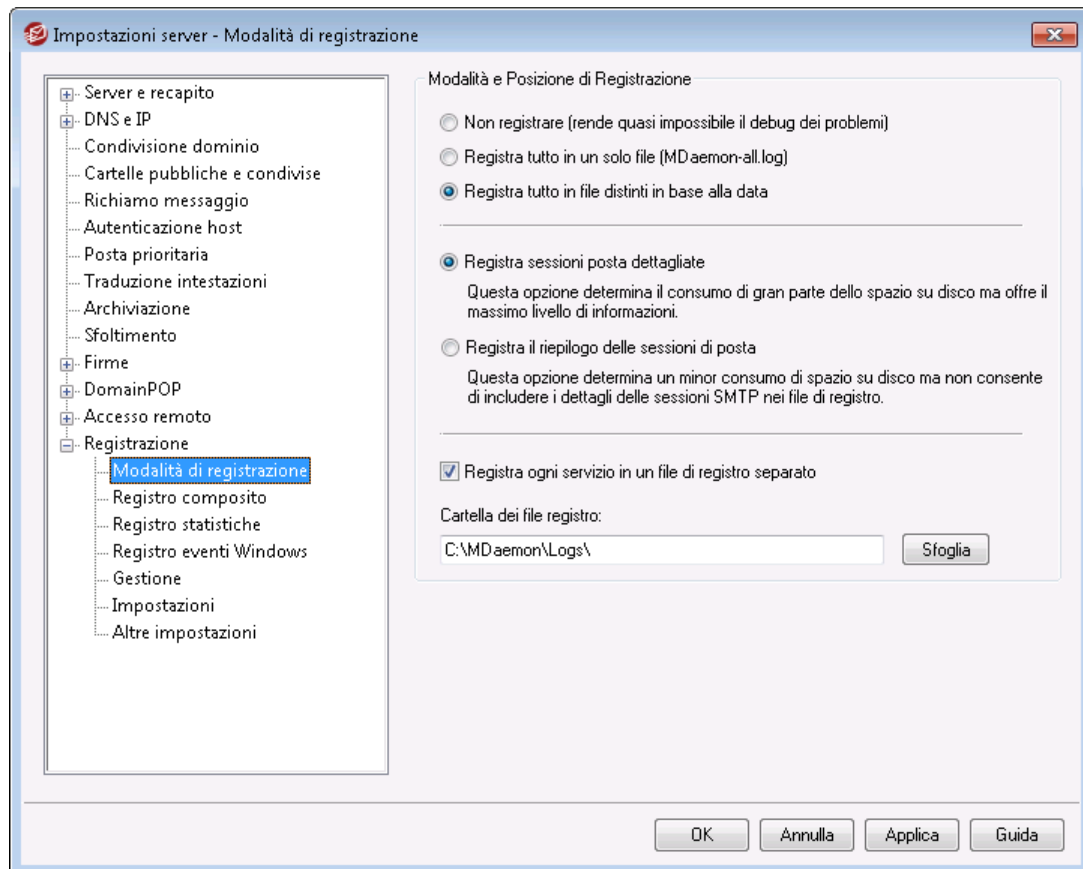 Impostazioni server - Modalità di registrazione
Server e recapito
DNS e IP
Condivisione dominio
Cartelle pubbliche e condivise
Richiamo messaggio
Autenticazione host
Posta prioritaria
Traduzione intestazioni
Archiviazione
Sfoltimento
Firme
DomainPOP
Accesso remoto
Registrazione
Modalità di registrazione
Registro composito
Registro statistiche
Registro eventi Windows
Gestione
Impostazioni
Altre impostazioni
Modalità e Posizione di Registrazione
Non registrare (rende quasi impossibile il debug dei problemi)
Registra tutto in un solo file (MDaemon-all.log)
Registra tutto in file distinti in base alla data
Registra sessioni posta dettagliate
Questa opzione determina il consumo di gran parte dello spazio su disco ma offre il
massimo livello di informazioni.
Registra il riepilogo delle sessioni di posta
Questa opzione determina un minor consumo di spazio su disco ma non consente
di includere i dettagli delle sessioni SMTP nei file di registro.
Registra ogni servizio in un file di registro separato
Cartella dei file registro:
C:\MDaemon\Logs\
Sfoglia
OK
Annulla
Applica
Guida